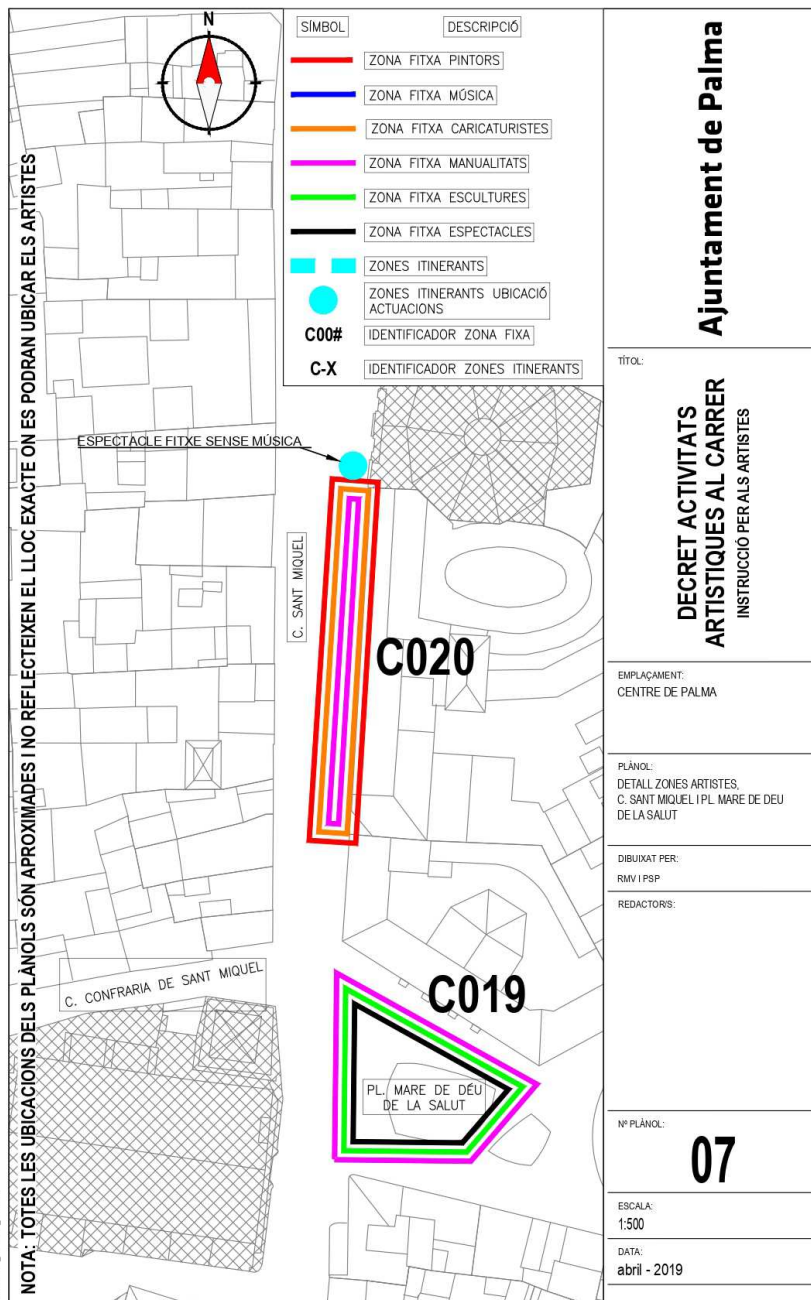 N
SÍMBOL
DESCRIPCIÓ
ZONA FITXA PINTORS
ZONA FITXA MÚSICA
ZONA FITXA CARICATURISTES
ZONA FITXA MANUALITATS
ZONA FITXA ESCULTURES
ZONA FITXA ESPECTACLES
ZONES ITINERANTS
ZONES ITINERANTS UBICACIÓ
ACTUACIONS
C00#
IDENTIFICADOR ZONA FIXA
C-X
IDENTIFICADOR ZONES ITINERANTS
NOTA: TOTES LES UBICACIONS DELS PLÀNOLS SÓN APROXIMADES I NO REFLECTEIXEN EL LLOC EXACTE ON ES PODRAN UBICAR ELS ARTISTES
ESPECTACLE FITXE SENSE MÚSICA
C. SANT MIQUEL
C020
C. CONFRARIA DE SANT MIQUEL
C019
PL. MARE DE DÉU
DE LA SALUT
Ajuntament de Palma
TÍTOL:
DECRET ACTIVITATS
ARTISTIQUES AL CARRER
INSTRUCCIÓ PER ALS ARTISTES
EMPLAÇAMENT:
CENTRE DE PALMA
PLÀNOL:
DETALL ZONES ARTISTES,
C. SANT MIQUEL I PL. MARE DE DEU
DE LA SALUT
DIBUIXAT PER:
RMV I PSP
REDACTOR/S:
Nº PLÀNOL:
07
ESCALA:
1:500
DATA:
abril - 2019